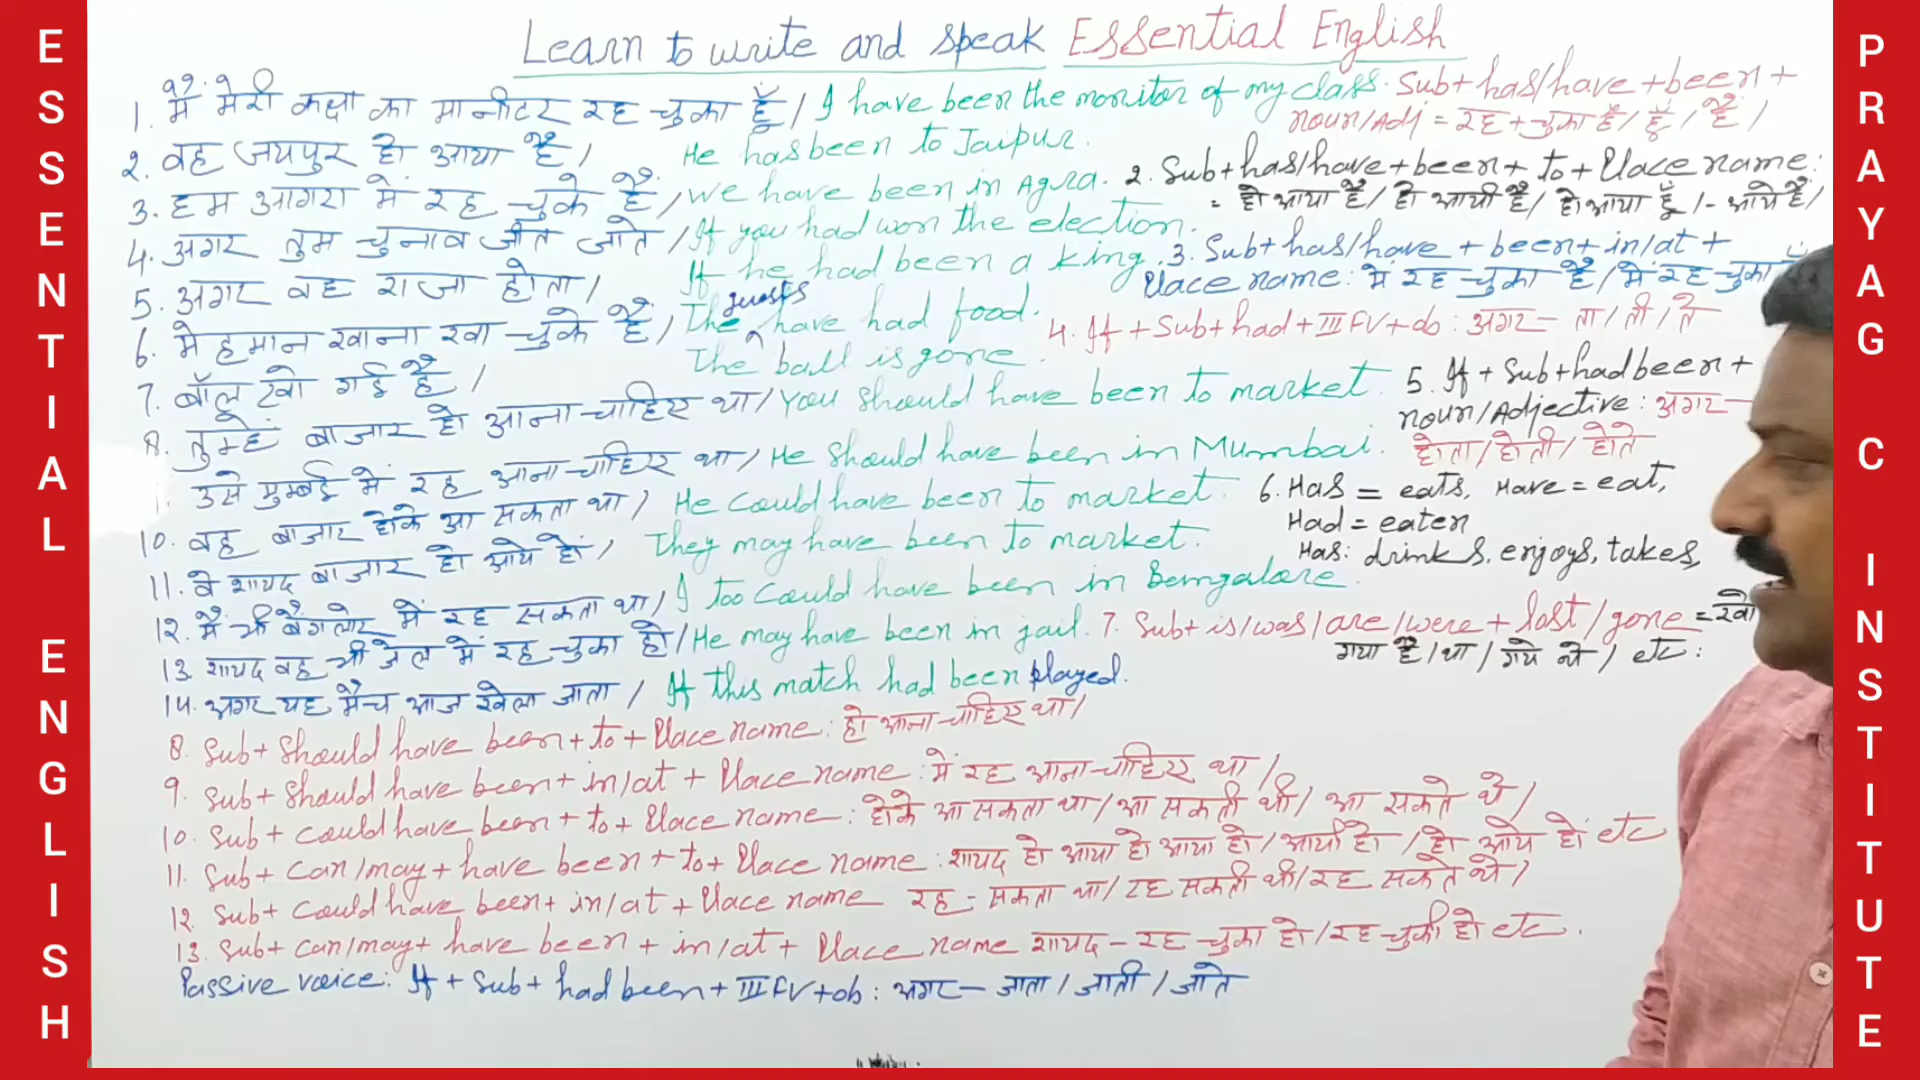 ESSENTIAL ENGLISH
Learn to write and speak Essential English
1. मैं मेरी कक्षा का मानीटर रह चुका हूँ। I have been the monitor of my class. Sub+has/have+been+
noun/Adj = रह+चुका है/हूँ/हैं।
2. वह जयपुर हो आया है। He has been to Jaipur.
2. Sub+has/have+been+to+Place name:
= हो आया है/हो आयी है/हो आया हूँ/-आये हैं/
3. हम आगरा में रह चुके हैं। We have been in Agra.
3. Sub+has/have+been+in/at+
Place name: में रह चुका है/में रह चुका
4. अगर तुम चुनाव जीत जाते। If you had won the election.
5. अगर वह राजा होता। If he had been a king.
6. मेहमान खाना खा चुके हैं। The guests have had food.
4. If+Sub+had+III FV+ob: अगर-ता/ती/ते
7. बॉल खो गई है। The ball is gone.
5. If+Sub+had been+
noun/Adjective: अगर-
होता/होती/होते
8. तुम्हें बाजार हो आना चाहिए था। You should have been to market.
उसे मुम्बई में रह आना चाहिए था। He should have been in Mumbai.
6. Has = eats, Have = eat,
Had = eaten
Has: drinks, enjoys, takes,
10. वह बाजार होके आ सकता था। He could have been to market.
11. वे शायद बाजार हो आये हों। They may have been to market.
12. मैं भी बैंगलोर में रह सकता था। I too could have been in Bemgalore.
13. शायद वह भी जेल में रह चुका हो। He may have been in jail.
7. Sub+is/was/are/were+lost/gone = खो
गया है/था/गये थे/etc:
14. अगर यह मैच आज खेला जाता। If this match had been played.
8. Sub+should have been+to+Place name: हो आना चाहिए था।
9. Sub+should have been+in/at+Place name: में रह आना चाहिए था।
10. Sub+could have been+to+Place name: होके आ सकता था/आ सकती थी/आ सकते थे/
11. Sub+can/may+have been+to+Place name: शायद हो आया हो आया हो/आयी हो/हो आये हों etc
12. Sub+could have been+in/at+Place name रह-सकता था/रह सकती थी/रह सकते थे/
13. Sub+can/may+have been+in/at+Place name शायद-रह चुका हो/रह चुकी हो etc.
Passive voice: If+Sub+had been+III FV+ob: अगर-जाता/जाती/जाते
PRAYAG C INSTITUTE